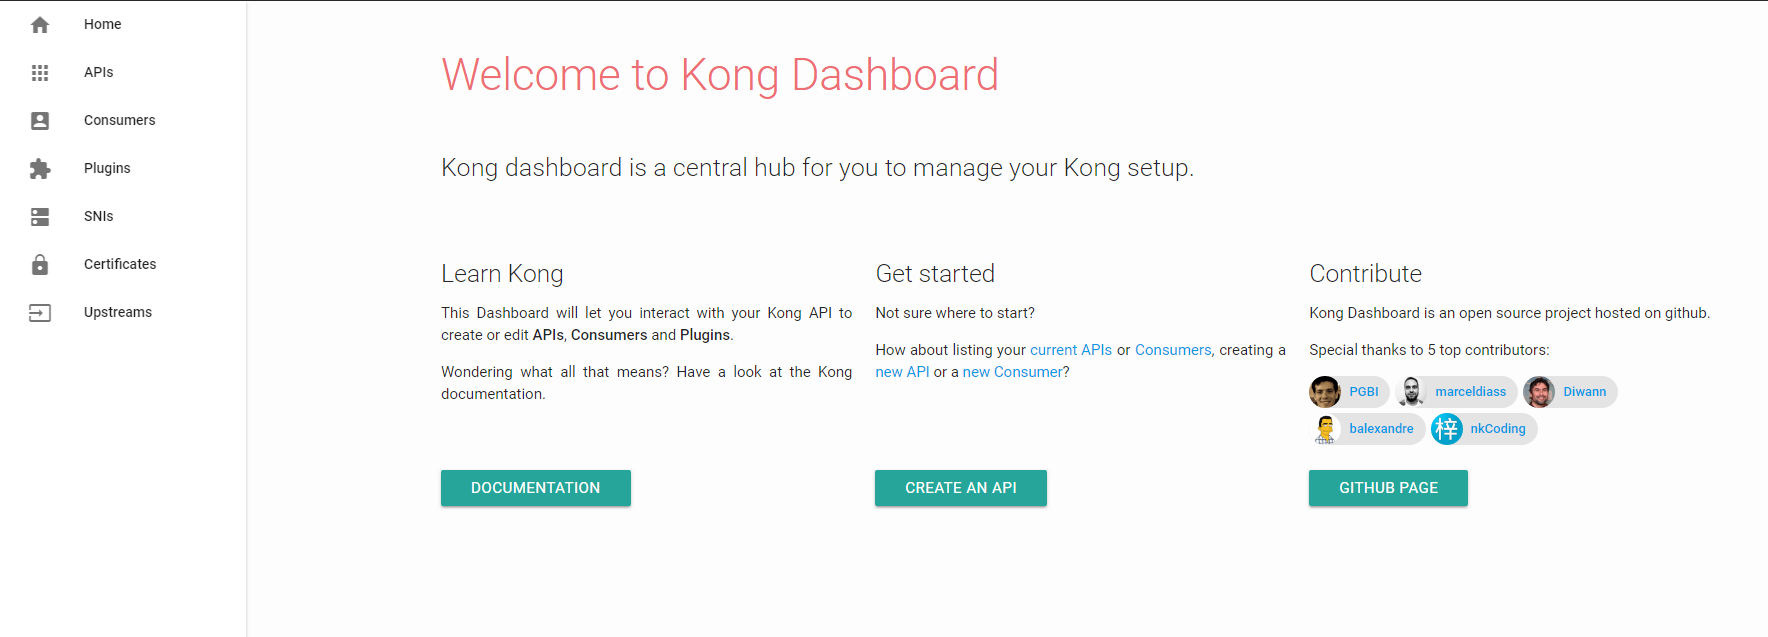 Home
APIs
Consumers
Plugins
SNIs
Certificates
Upstreams
Welcome to Kong Dashboard
Kong dashboard is a central hub for you to manage your Kong setup.
Learn Kong
This Dashboard will let you interact with your Kong API to
create or edit APIs, Consumers and Plugins.
Wondering what all that means? Have a look at the Kong
documentation.
DOCUMENTATION
Get started
Not sure where to start?
How about listing your current APIs or Consumers, creating a
new API or a new Consumer?
CREATE AN API
Contribute
Kong Dashboard is an open source project hosted on github.
Special thanks to 5 top contributors:
PGBI marceldiass Diwann
balexandre 梓 nkCoding
GITHUB PAGE